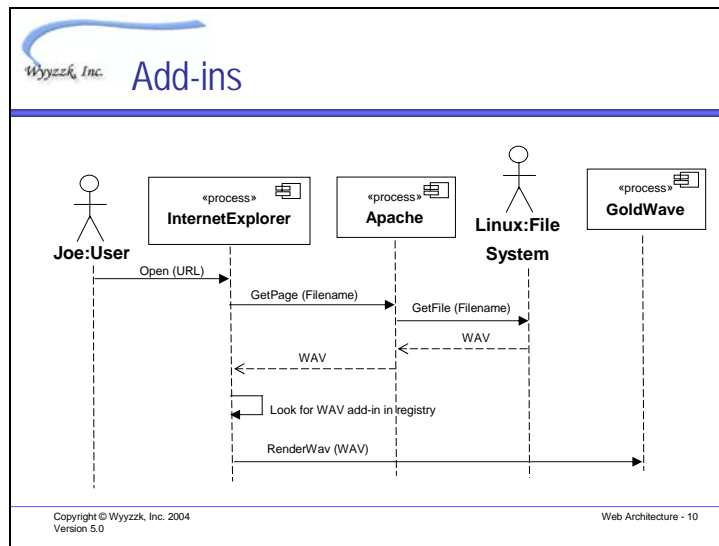 Wyyzzk, Inc.
Add-ins
«process»
InternetExplorer
«process»
Apache
«process»
GoldWave
Joe:User
Linux:File
System
Open (URL)
GetPage (Filename)
GetFile (Filename)
WAV
WAV
Look for WAV add-in in registry
RenderWav (WAV)
Copyright © Wyyzzk, Inc. 2004
Version 5.0
Web Architecture - 10